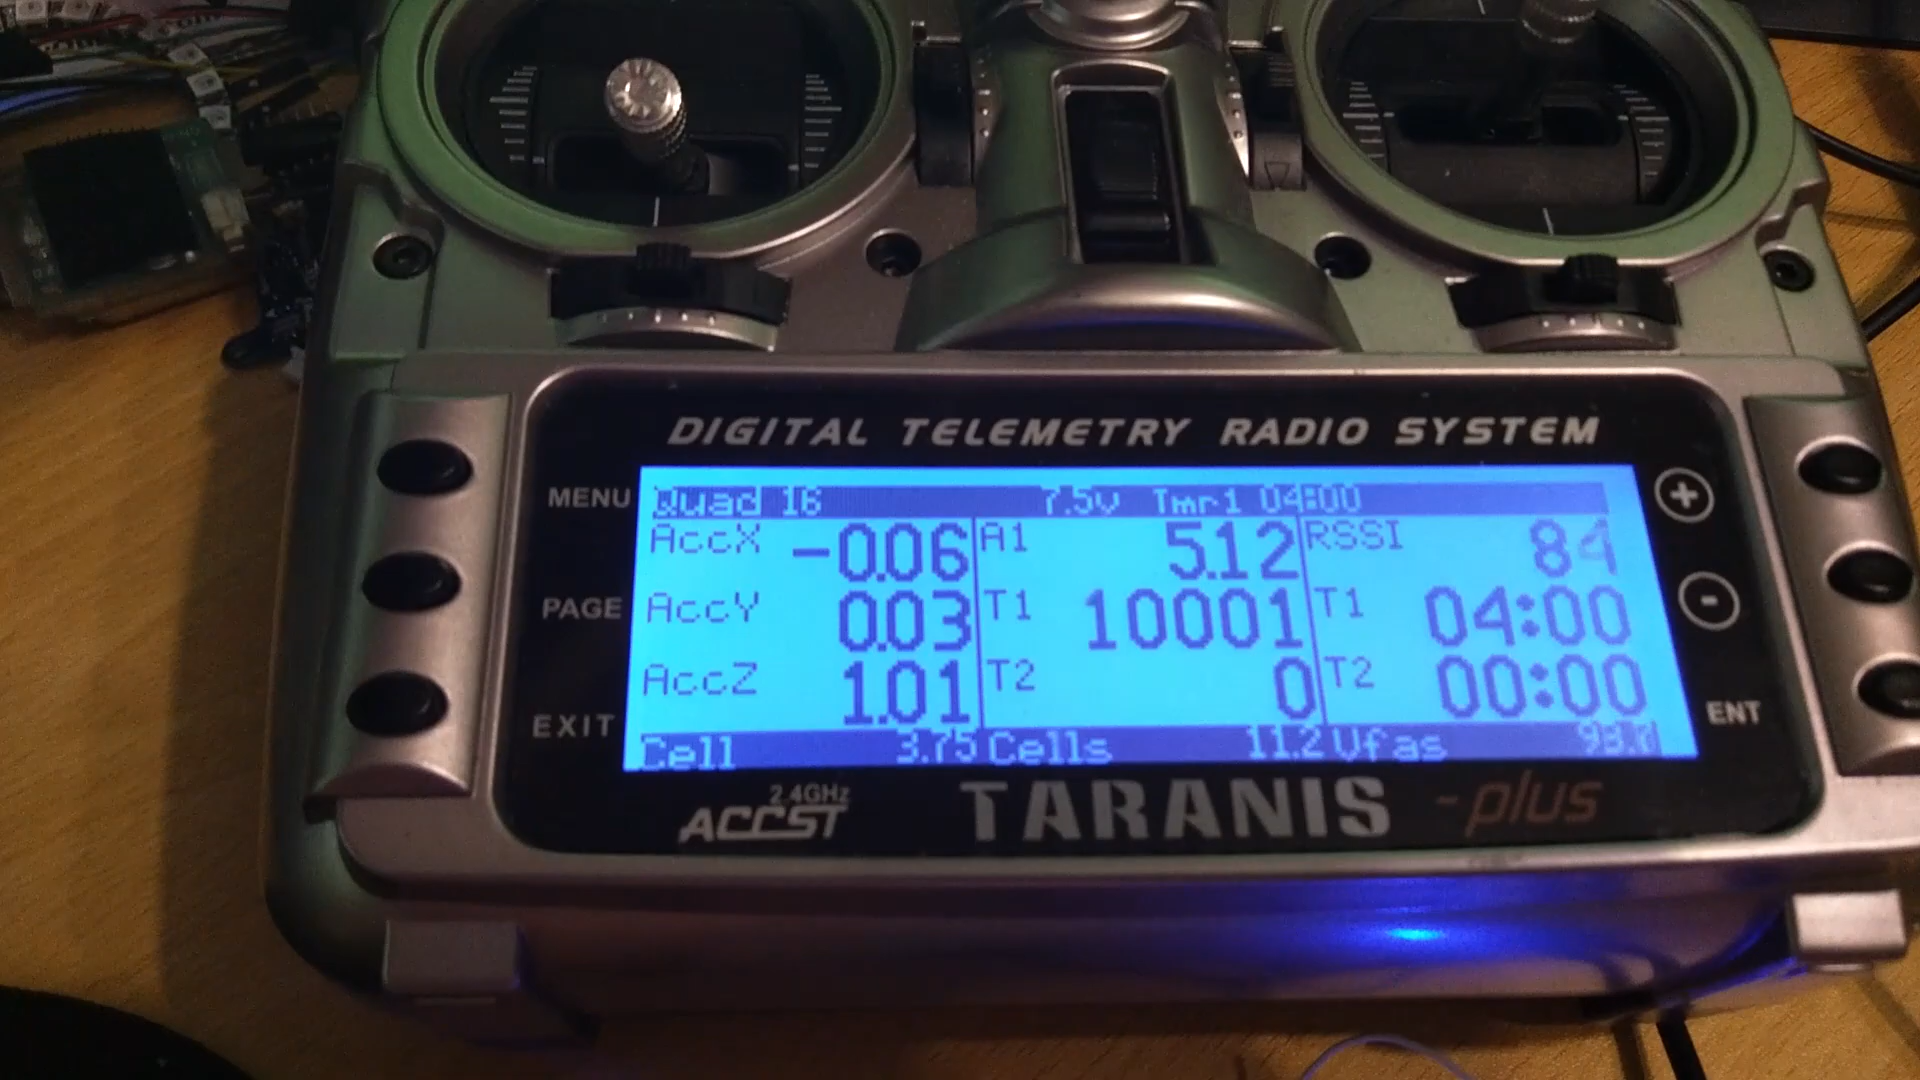 DIGITAL TELEMETRY RADIO SYSTEM
MENU
PAGE
EXIT
Quad 16 7.5v Tmr1 04:00
AccX -0.06 A1 5.12 RSSI 84
AccY 0.03 T1 10001 T1 04:00
AccZ 1.01 T2 0 T2 00:00
Cell 3.75 Cells 11.2 Vfas
+
-
ENT
2.4GHz
ACCST
TARANIS -plus